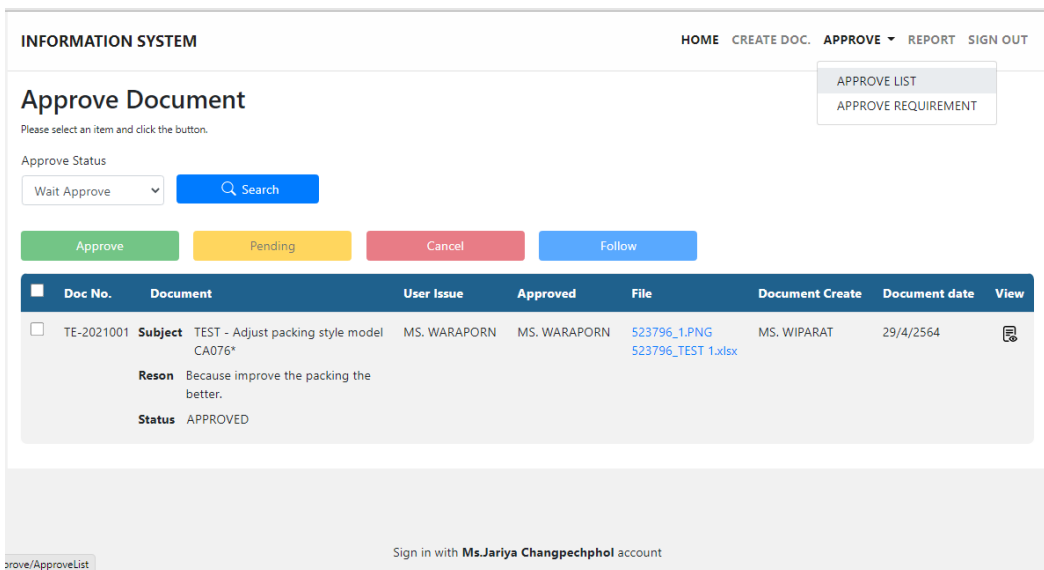 INFORMATION SYSTEM
HOME CREATE DOC. APPROVE REPORT SIGN OUT
APPROVE LIST
APPROVE REQUIREMENT
Approve Document
Please select an item and click the button.
Approve Status
Wait Approve
Search
Approve Pending Cancel Follow
Doc No. Document User Issue Approved File Document Create Document date View
TE-2021001 Subject TEST - Adjust packing style model MS. WARAPORN MS. WARAPORN 523796_1.PNG MS. WIPARAT 29/4/2564
CA076* 523796_TEST 1.xlsx
Reson Because improve the packing the
better.
Status APPROVED
Sign in with Ms.Jariya Changpechphol account
prove/ApproveList